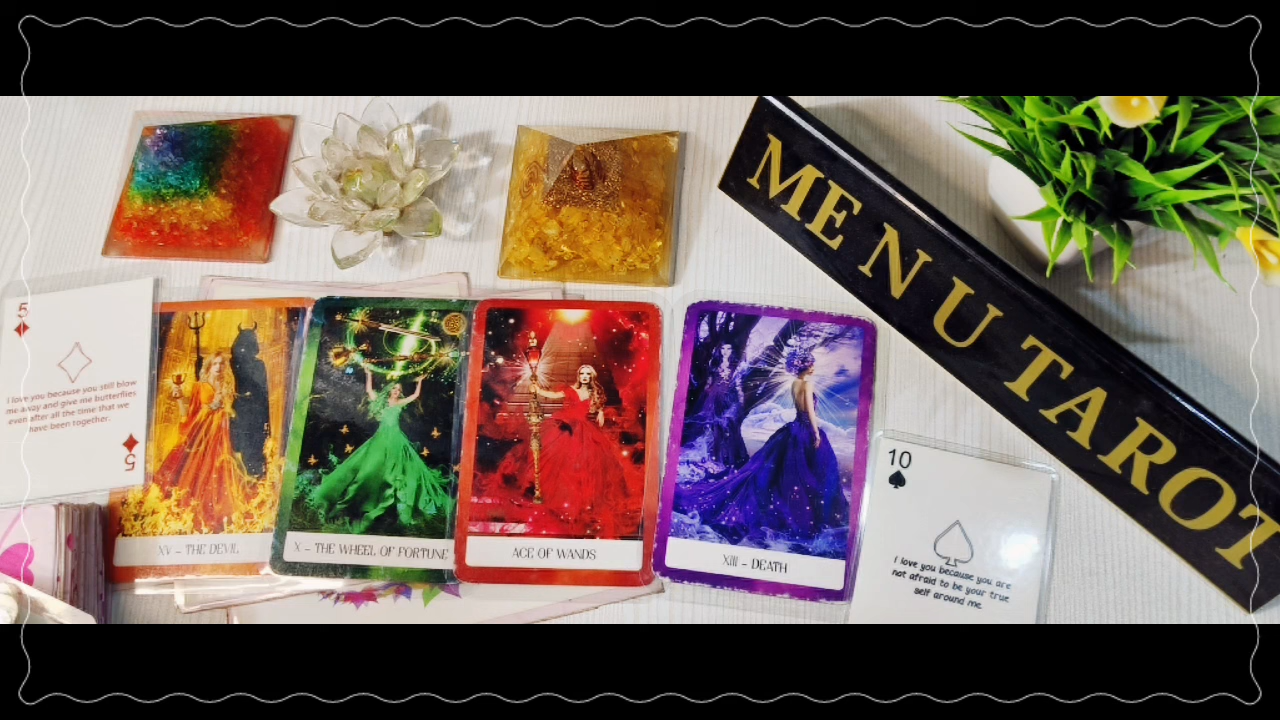 MENU TAROT
5
I love you because you still blow
me away and give me butterflies
even after all the time that we
have been together.
5
XV - THE DEVIL
X - THE WHEEL OF FORTUNE
ACE OF WANDS
XIII - DEATH
10
I love you because you are
not afraid to be your true
self around me.